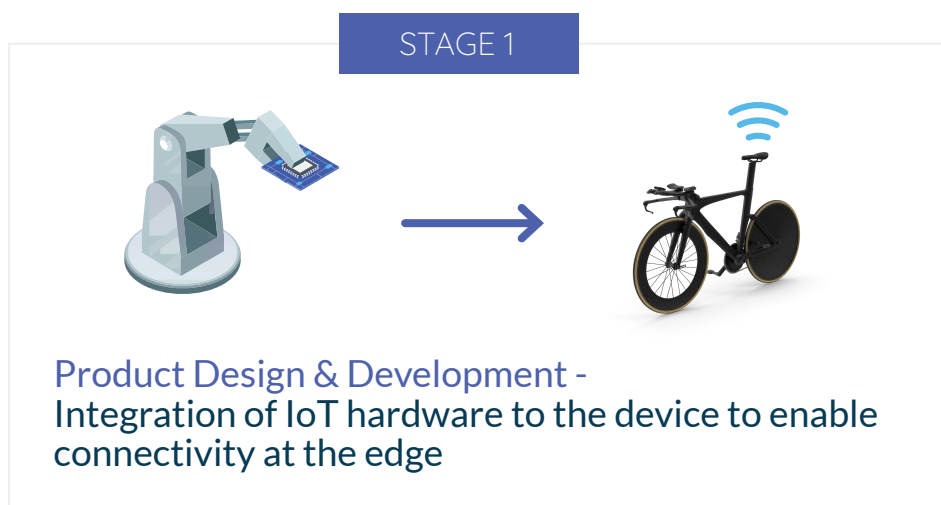 STAGE 1
Product Design & Development -
Integration of IoT hardware to the device to enable
connectivity at the edge